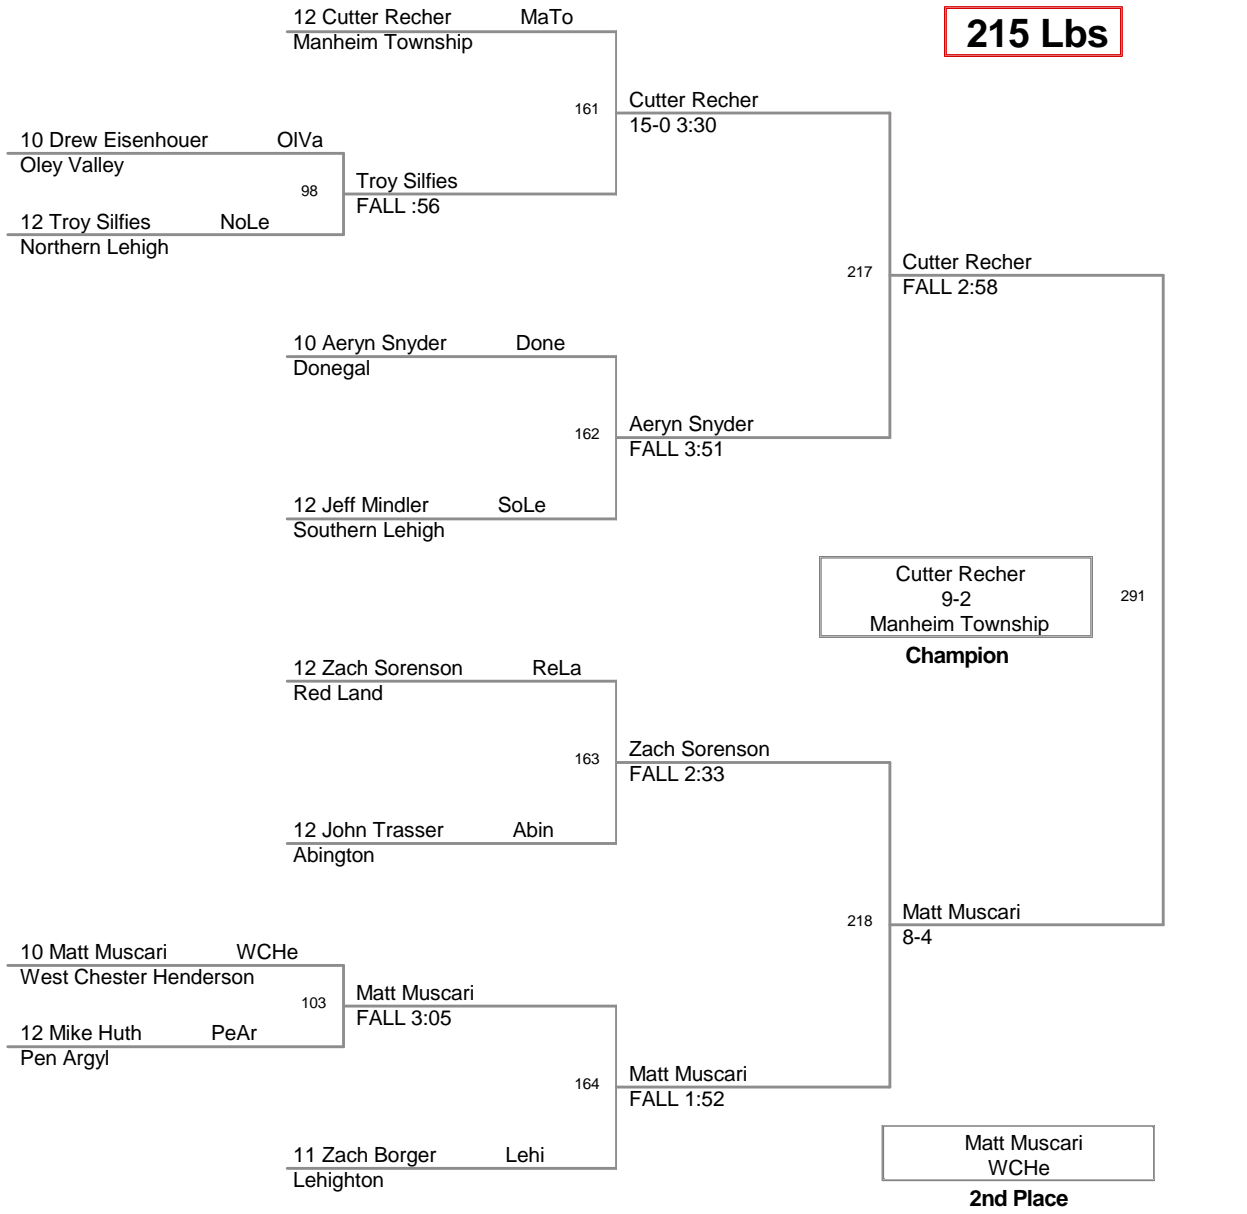 12 Cutter Recher MaTo
Manheim Township
215 Lbs
161
Cutter Recher
15-0 3:30
10 Drew Eisenhouer OlVa
Oley Valley
98
Troy Silfies
FALL :56
12 Troy Silfies NoLe
Northern Lehigh
217
Cutter Recher
FALL 2:58
10 Aeryn Snyder Done
Donegal
162
Aeryn Snyder
FALL 3:51
12 Jeff Mindler SoLe
Southern Lehigh
Cutter Recher
9-2
Manheim Township
Champion
291
12 Zach Sorenson ReLa
Red Land
163
Zach Sorenson
FALL 2:33
12 John Trasser Abin
Abington
218
Matt Muscari
8-4
10 Matt Muscari WCHe
West Chester Henderson
103
Matt Muscari
FALL 3:05
12 Mike Huth PeAr
Pen Argyl
164
Matt Muscari
FALL 1:52
11 Zach Borger Lehi
Lehighton
Matt Muscari
WCHe
2nd Place